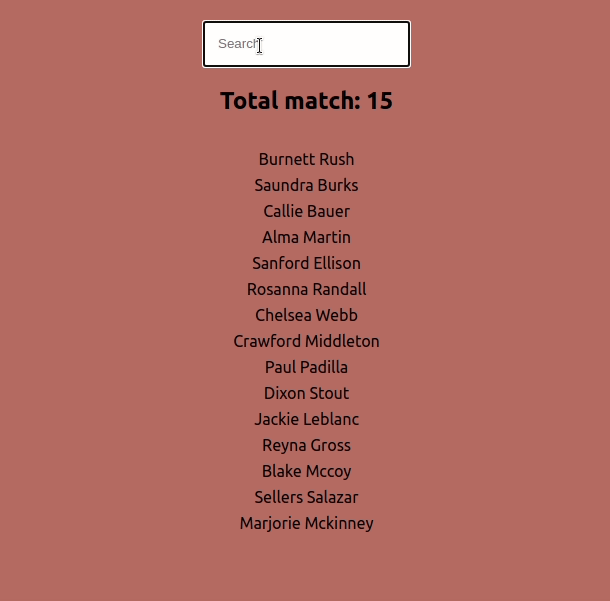 Search
Total match: 15
Burnett Rush
Saundra Burks
Callie Bauer
Alma Martin
Sanford Ellison
Rosanna Randall
Chelsea Webb
Crawford Middleton
Paul Padilla
Dixon Stout
Jackie Leblanc
Reyna Gross
Blake Mccoy
Sellers Salazar
Marjorie Mckinney